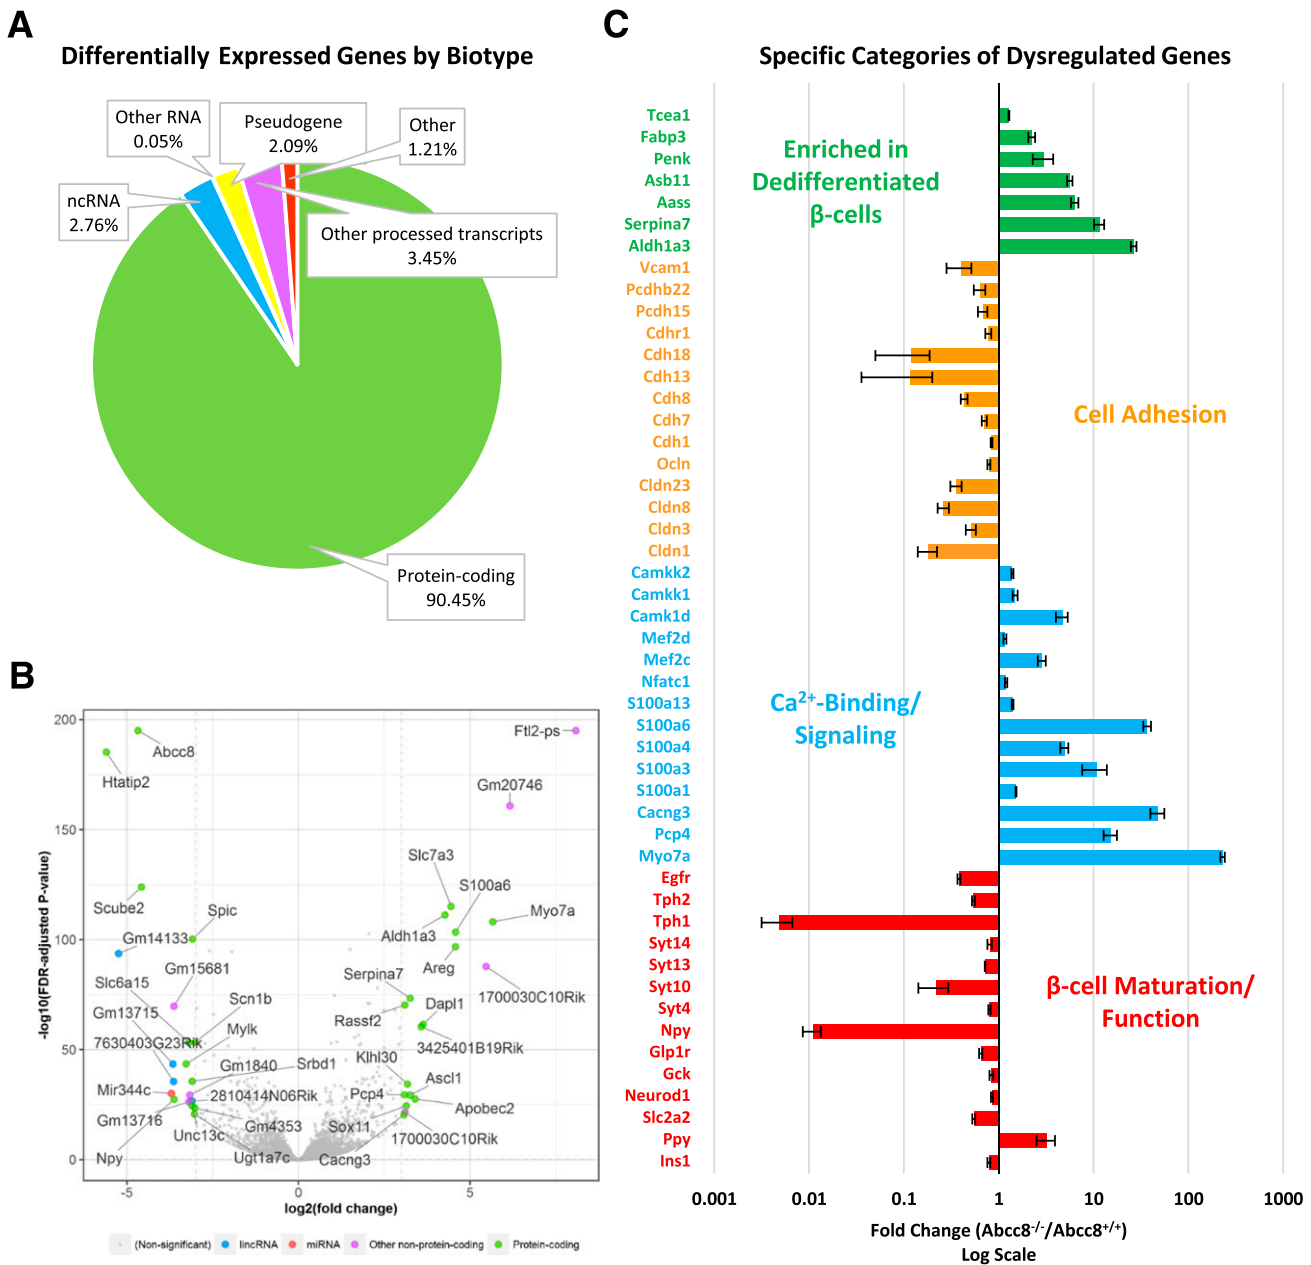 A
Differentially Expressed Genes by Biotype
Other RNA
0.05%
Pseudogene
2.09%
Other
1.21%
ncRNA
2.76%
Other processed transcripts
3.45%
Protein-coding
90.45%
B
-log10(FDR-adjusted P-value)
200
150
100
50
0
-5
0
5
log2(fold change)
Abcc8
Htatip2
Ftl2-ps
Gm20746
Slc7a3
S100a6
Scube2
Spic
Myo7a
Gm14133
Aldh1a3
Areg
Gm15681
Serpina7
1700030C10Rik
Slc6a15
Scn1b
Dapl1
Gm13715
Rassf2
Mylk
7630403G23Rik
3425401B19Rik
Klhl30
Gm1840
Srbd1
Ascl1
Mir344c
2810414N06Rik
Pcp4
Apobec2
Gm13716
Gm4353
Sox11
Unc13c
1700030C10Rik
Npy
Ugt1a7c
Cacng3
(Non-significant)
lincRNA
miRNA
Other non-protein-coding
Protein-coding
C
Specific Categories of Dysregulated Genes
Tcea1
Fabp3
Penk
Asb11
Aass
Serpina7
Aldh1a3
Vcam1
Pcdhb22
Pcdh15
Cdhr1
Cdh18
Cdh13
Cdh8
Cdh7
Cdh1
Ocln
Cldn23
Cldn8
Cldn3
Cldn1
Camkk2
Camkk1
Camk1d
Mef2d
Mef2c
Nfatc1
S100a13
S100a6
S100a4
S100a3
S100a1
Cacng3
Pcp4
Myo7a
Egfr
Tph2
Tph1
Syt14
Syt13
Syt10
Syt4
Npy
Glp1r
Gck
Neurod1
Slc2a2
Ppy
Ins1
Enriched in
Dedifferentiated
β-cells
Cell Adhesion
Ca²⁺-Binding/
Signaling
β-cell Maturation/
Function
0.001
0.01
0.1
1
10
100
1000
Fold Change (Abcc8⁻/⁻/Abcc8⁺/⁺)
Log Scale